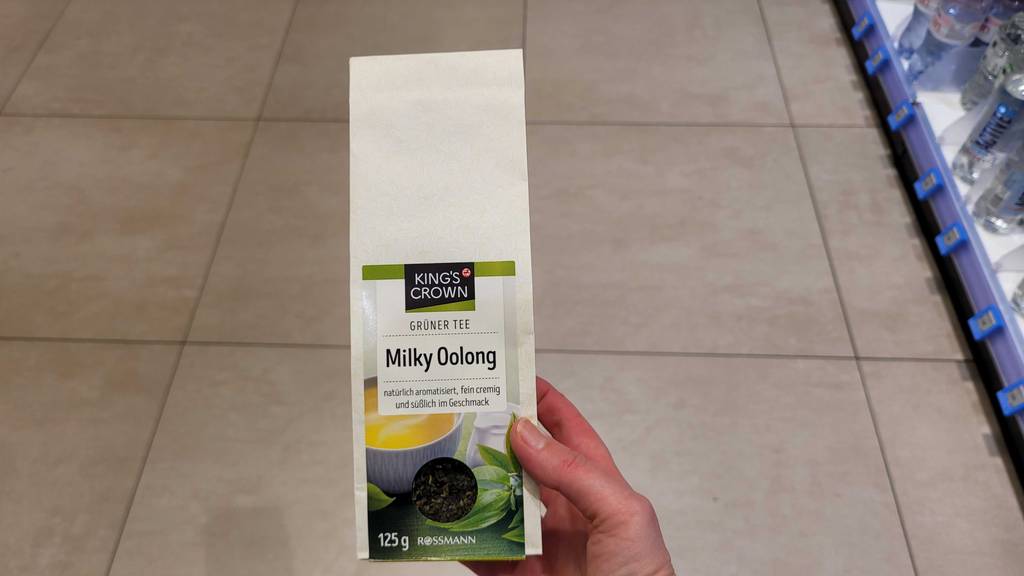 KING'S
CROWN
GRÜNER TEE
Milky Oolong
natürlich aromatisiert, fein cremig
und süßlich im Geschmack
125 g ROSSMANN